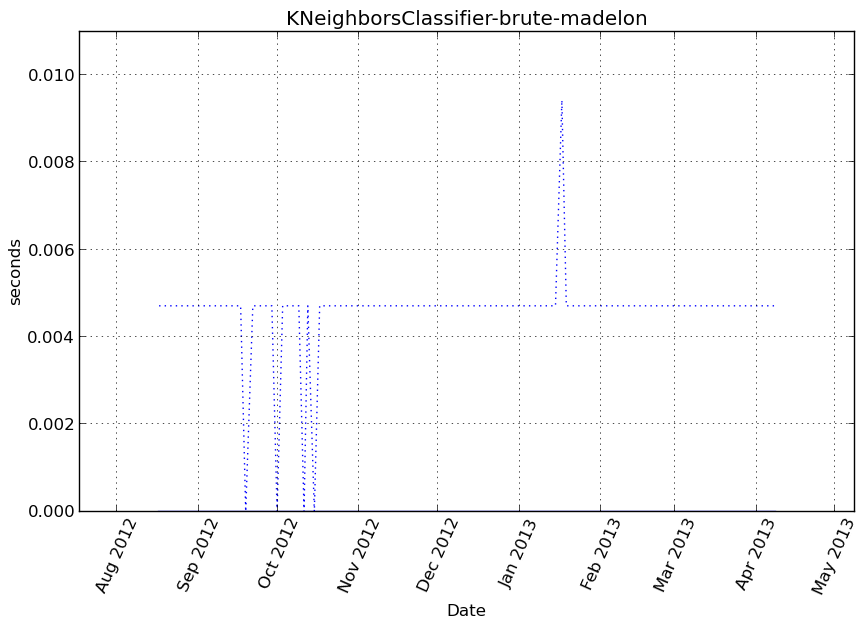 KNeighborsClassifier-brute-madelon
0.010
0.008
0.006
0.004
0.002
0.000
seconds
Aug 2012
Sep 2012
Oct 2012
Nov 2012
Dec 2012
Jan 2013
Feb 2013
Mar 2013
Apr 2013
May 2013
Date